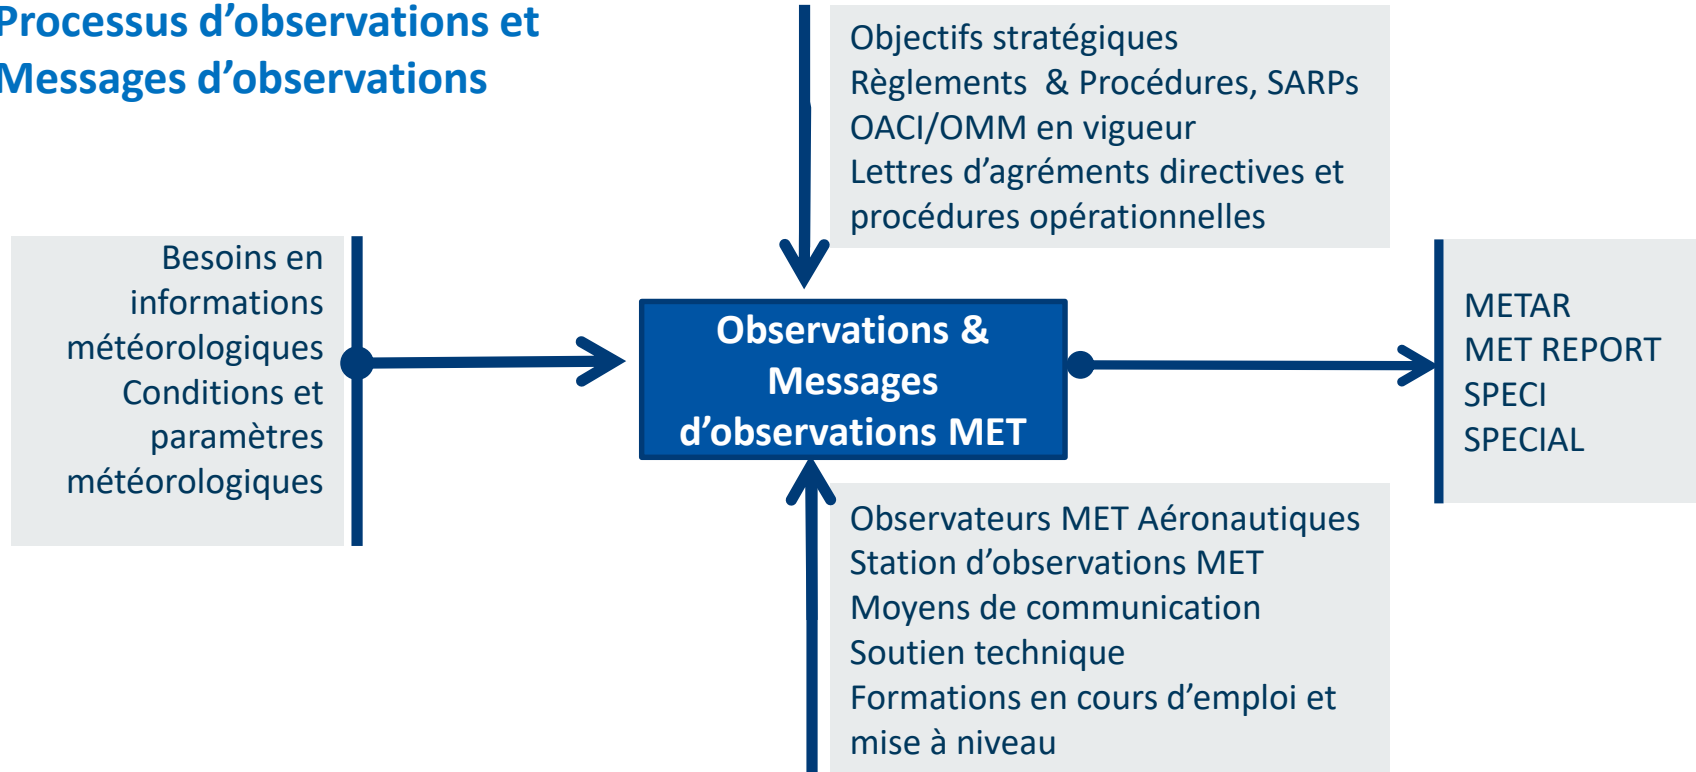 Processus d’observations et
Messages d’observations
Objectifs stratégiques
Règlements & Procédures, SARPs
OACI/OMM en vigueur
Lettres d’agréments directives et
procédures opérationnelles
Besoins en
informations
météorologiques
Conditions et
paramètres
météorologiques
Observations &
Messages
d’observations MET
METAR
MET REPORT
SPECI
SPECIAL
Observateurs MET Aéronautiques
Station d’observations MET
Moyens de communication
Soutien technique
Formations en cours d’emploi et
mise à niveau